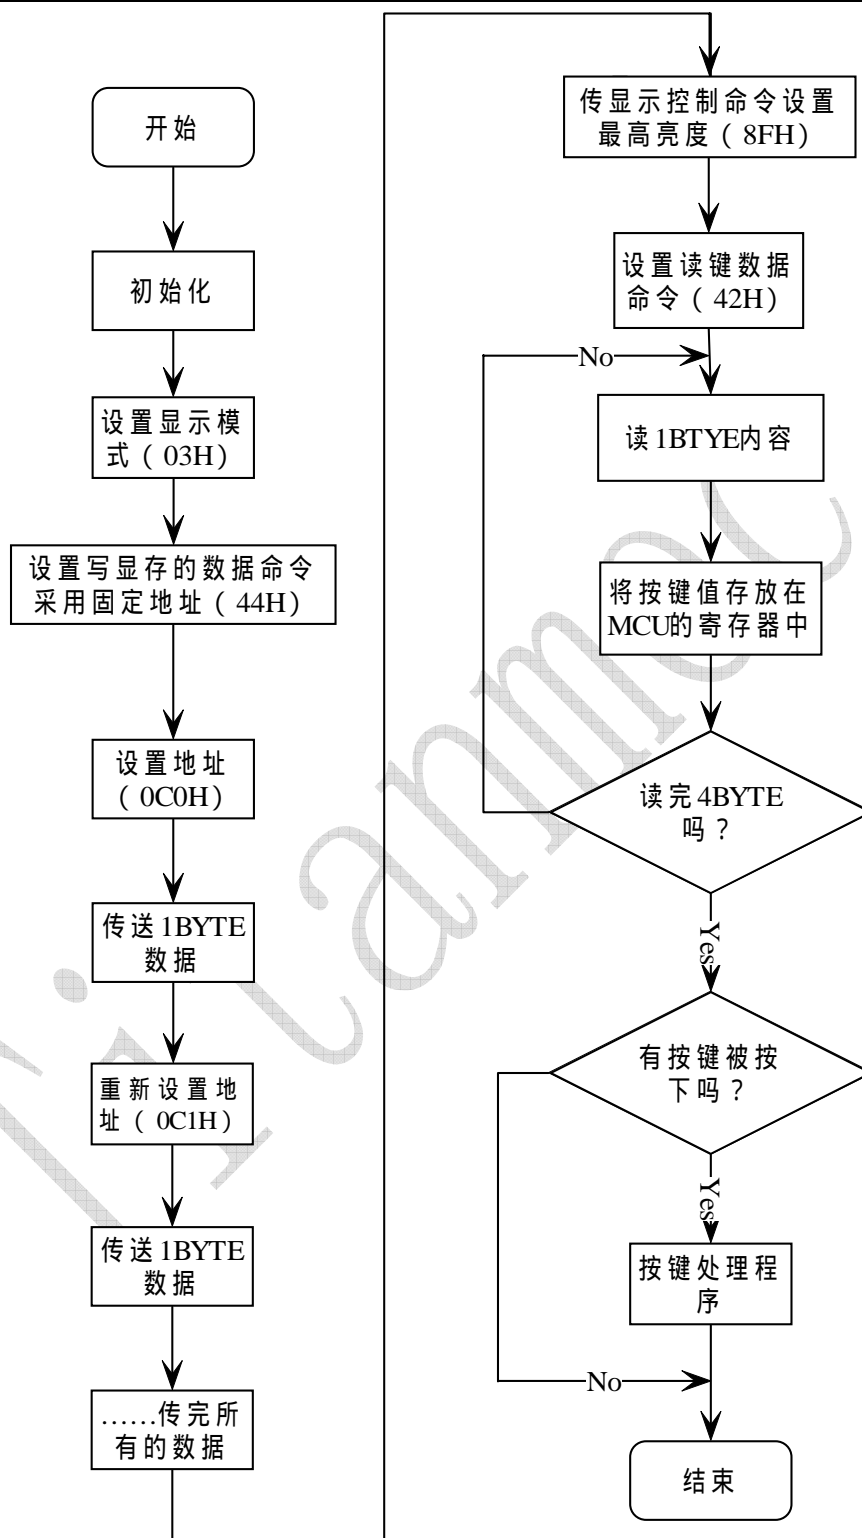 开始
初始化
设置显示模
式（03H）
设置写显存的数据命令
采用固定地址（44H）
设置地址
（0C0H）
传送1BYTE
数据
重新设置地
址（0C1H）
传送1BYTE
数据
……传完所
有的数据
传显示控制命令设置
最高亮度（8FH）
设置读键数据
命令（42H）
No
读1BTYE内容
将按键值存放在
MCU的寄存器中
读完4BYTE
吗？
Yes
有按键被按
下吗？
Yes
按键处理程
序
No
结束